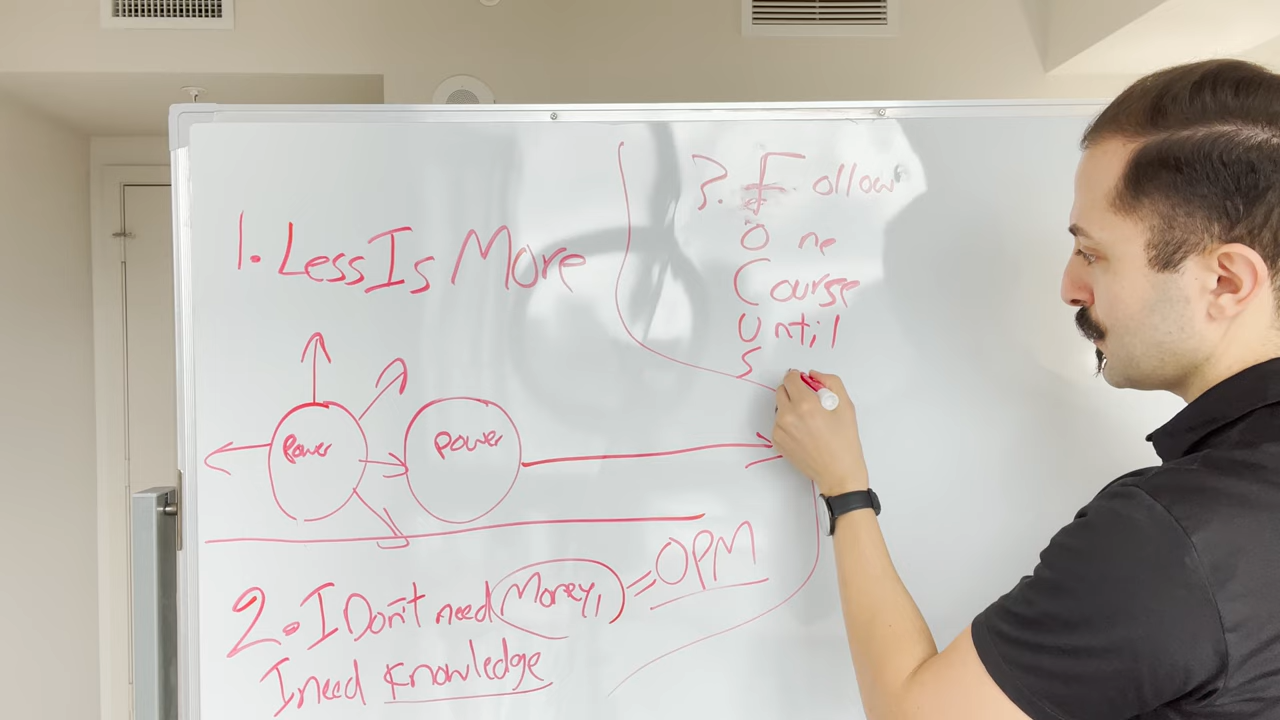 1. Less Is More
Power
Power
2. I Don't need Money, = OPM
I need Knowledge
3. Follow
One
Course
Until
S